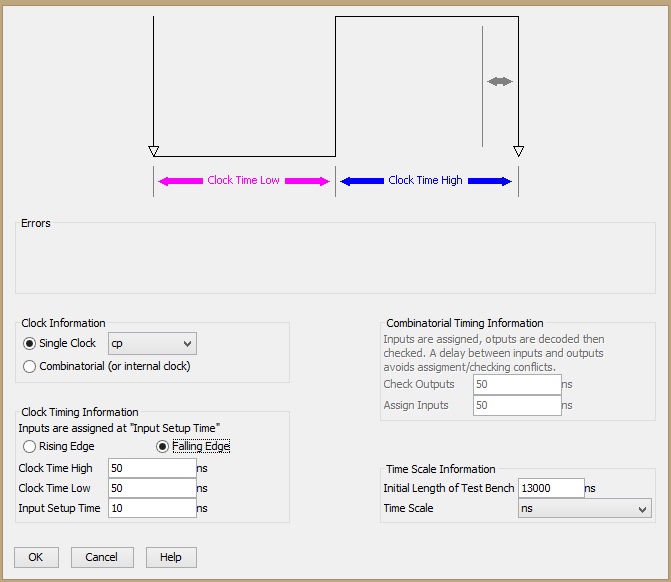 Clock Time Low
Clock Time High
Errors
Clock Information
Single Clock cp
Combinatorial (or internal clock)
Combinatorial Timing Information
Inputs are assigned, otputs are decoded then
checked. A delay between inputs and outputs
avoids assigment/checking conflicts.
Check Outputs 50 ns
Assign Inputs 50 ns
Clock Timing Information
Inputs are assigned at "Input Setup Time"
Rising Edge Falling Edge
Clock Time High 50 ns
Clock Time Low 50 ns
Input Setup Time 10 ns
Time Scale Information
Initial Length of Test Bench 13000 ns
Time Scale ns
OK Cancel Help